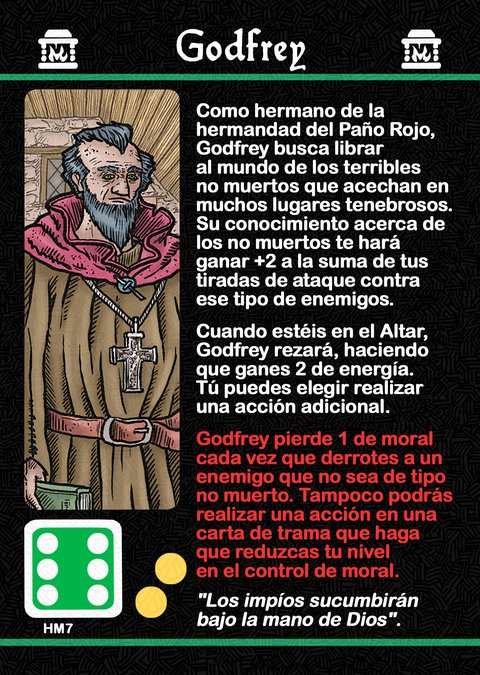 Godfrey
Como hermano de la
hermandad del Paño Rojo,
Godfrey busca librar
al mundo de los terribles
no muertos que acechan en
muchos lugares tenebrosos.
Su conocimiento acerca de
los no muertos te hará
ganar +2 a la suma de tus
tiradas de ataque contra
ese tipo de enemigos.
Cuando estéis en el Altar,
Godfrey rezará, haciendo
que ganes 2 de energía.
Tú puedes elegir realizar
una acción adicional.
Godfrey pierde 1 de moral
cada vez que derrotes a un
enemigo que no sea de tipo
no muerto. Tampoco podrás
realizar una acción en una
carta de trama que haga
que reduzcas tu nivel
en el control de moral.
"Los impíos sucumbirán
bajo la mano de Dios".
HM7